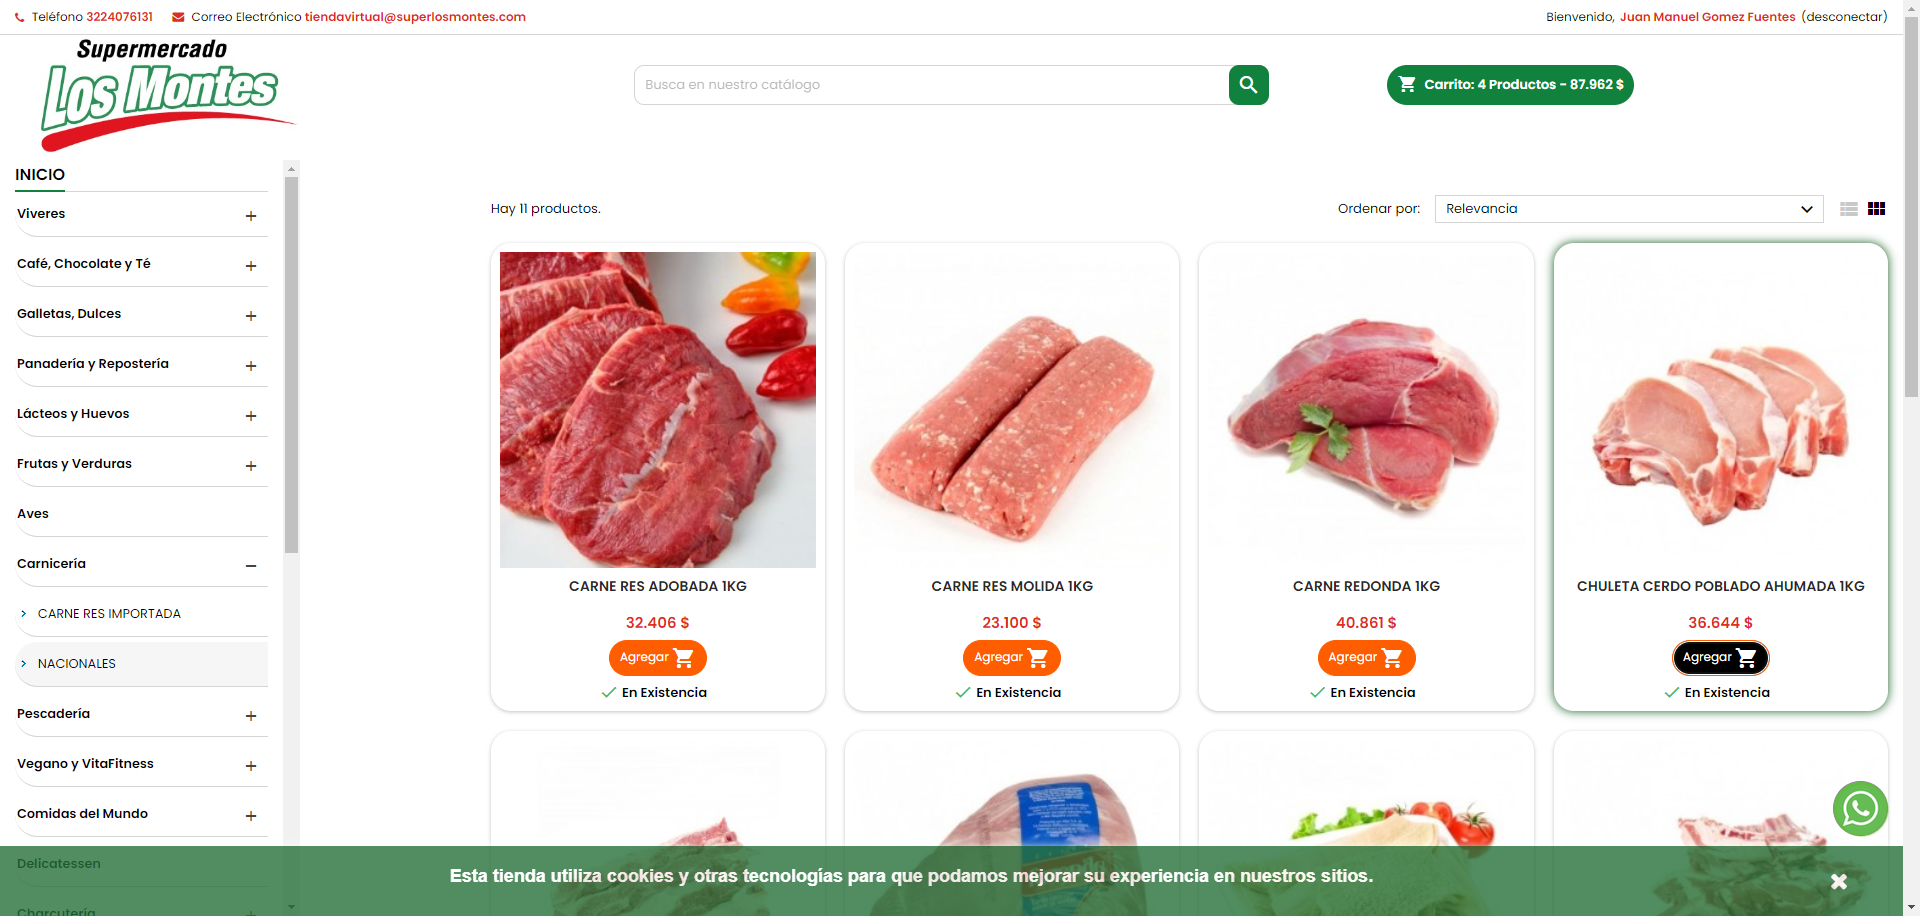 Teléfono 3224076131
Correo Electrónico tiendavirtual@superlosmontes.com
Bienvenido, Juan Manuel Gomez Fuentes (desconectar)
Supermercado
Los Montes
Busca en nuestro catálogo
Carrito: 4 Productos - 87.962 $
INICIO
Viveres
Café, Chocolate y Té
Galletas, Dulces
Panadería y Repostería
Lácteos y Huevos
Frutas y Verduras
Aves
Carnicería
CARNE RES IMPORTADA
NACIONALES
Pescadería
Vegano y VitaFitness
Comidas del Mundo
Delicatessen
Charcutería
Hay 11 productos.
Ordenar por:
Relevancia
CARNE RES ADOBADA 1KG
32.406 $
Agregar
En Existencia
CARNE RES MOLIDA 1KG
23.100 $
Agregar
En Existencia
CARNE REDONDA 1KG
40.861 $
Agregar
En Existencia
CHULETA CERDO POBLADO AHUMADA 1KG
36.644 $
Agregar
En Existencia
Esta tienda utiliza cookies y otras tecnologías para que podamos mejorar su experiencia en nuestros sitios.